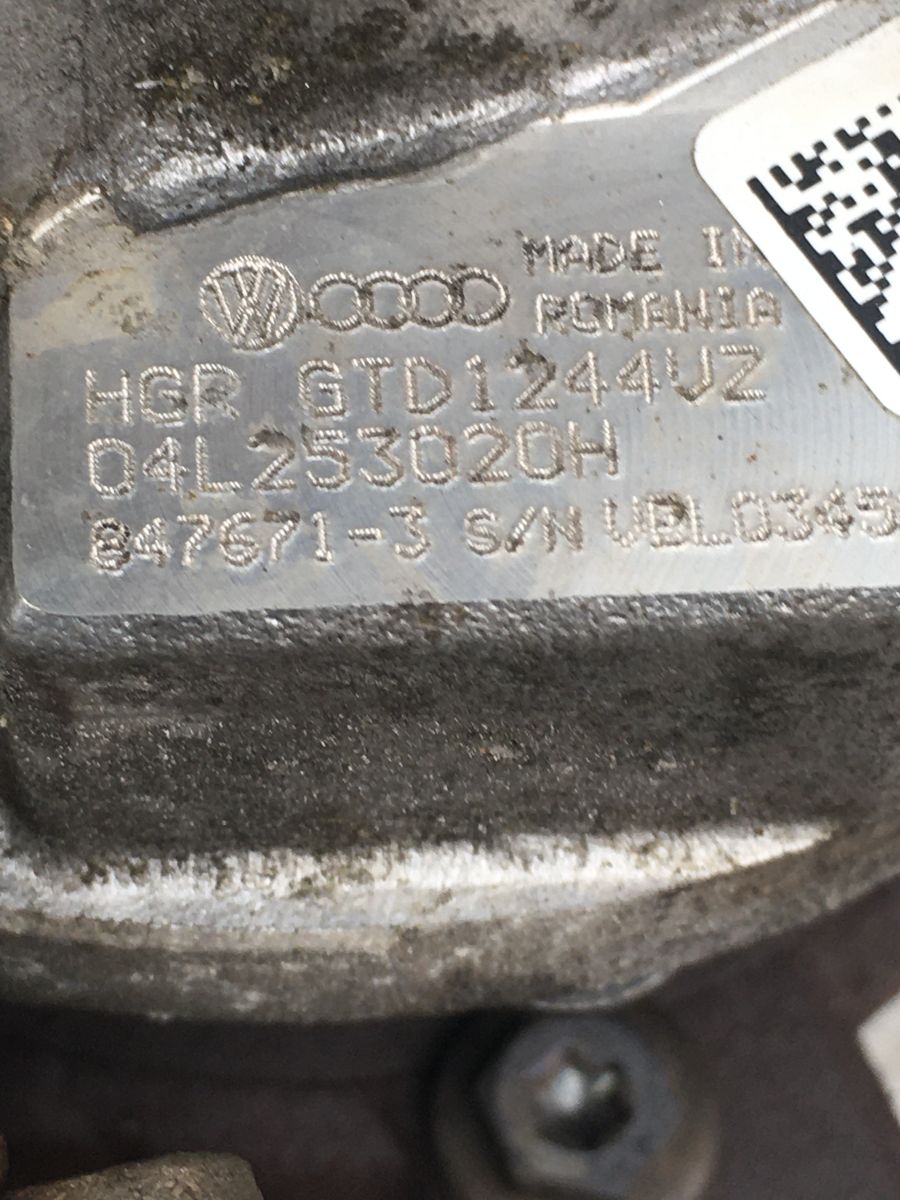 MADE IN
ROMANIA
HGR GTD1244VZ
04L253020H
847671-3 S/N